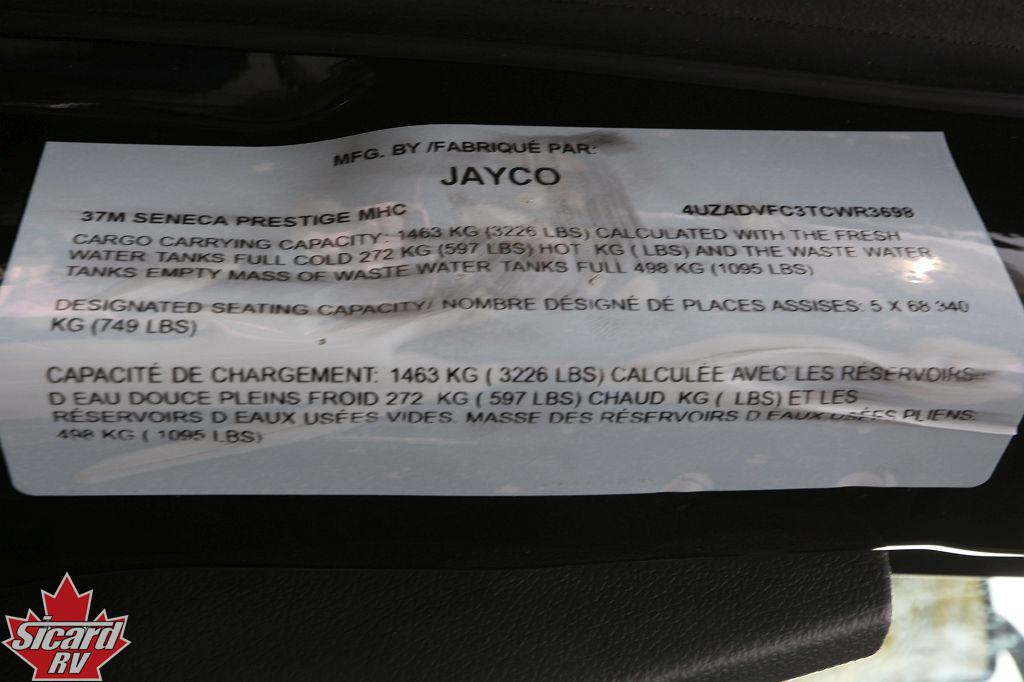 MFG. BY /FABRIQUÉ PAR:
JAYCO
37M SENECA PRESTIGE MHC 4UZADVFC3TCWR3698
CARGO CARRYING CAPACITY: 1463 KG (3226 LBS) CALCULATED WITH THE FRESH
WATER TANKS FULL COLD 272 KG (597 LBS) HOT KG ( LBS) AND THE WASTE WATER
TANKS EMPTY MASS OF WASTE WATER TANKS FULL 498 KG (1095 LBS)
DESIGNATED SEATING CAPACITY/ NOMBRE DÉSIGNÉ DE PLACES ASSISES: 5 X 68 340
KG (749 LBS)
CAPACITÉ DE CHARGEMENT: 1463 KG ( 3226 LBS) CALCULÉE AVEC LES RÉSERVOIRS
D EAU DOUCE PLEINS FROID 272 KG ( 597 LBS) CHAUD KG ( LBS) ET LES
RÉSERVOIRS D EAUX USÉES VIDES. MASSE DES RÉSERVOIRS D EAUX USÉES PLIENS:
498 KG ( 1095 LBS)
Sicard
RV